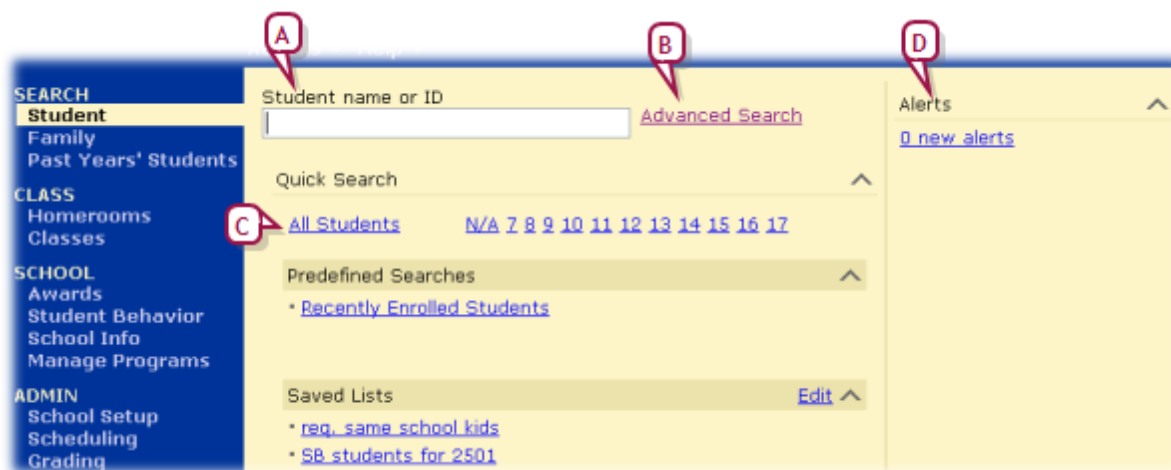 A
B
D
SEARCH
Student
Family
Past Years' Students
CLASS
Homerooms
Classes
SCHOOL
Awards
Student Behavior
School Info
Manage Programs
ADMIN
School Setup
Scheduling
Grading
Student name or ID
Advanced Search
Quick Search
C
All Students N/A 7 8 9 10 11 12 13 14 15 16 17
Predefined Searches
• Recently Enrolled Students
Saved Lists Edit
• req. same school kids
• SB students for 2501
Alerts
0 new alerts